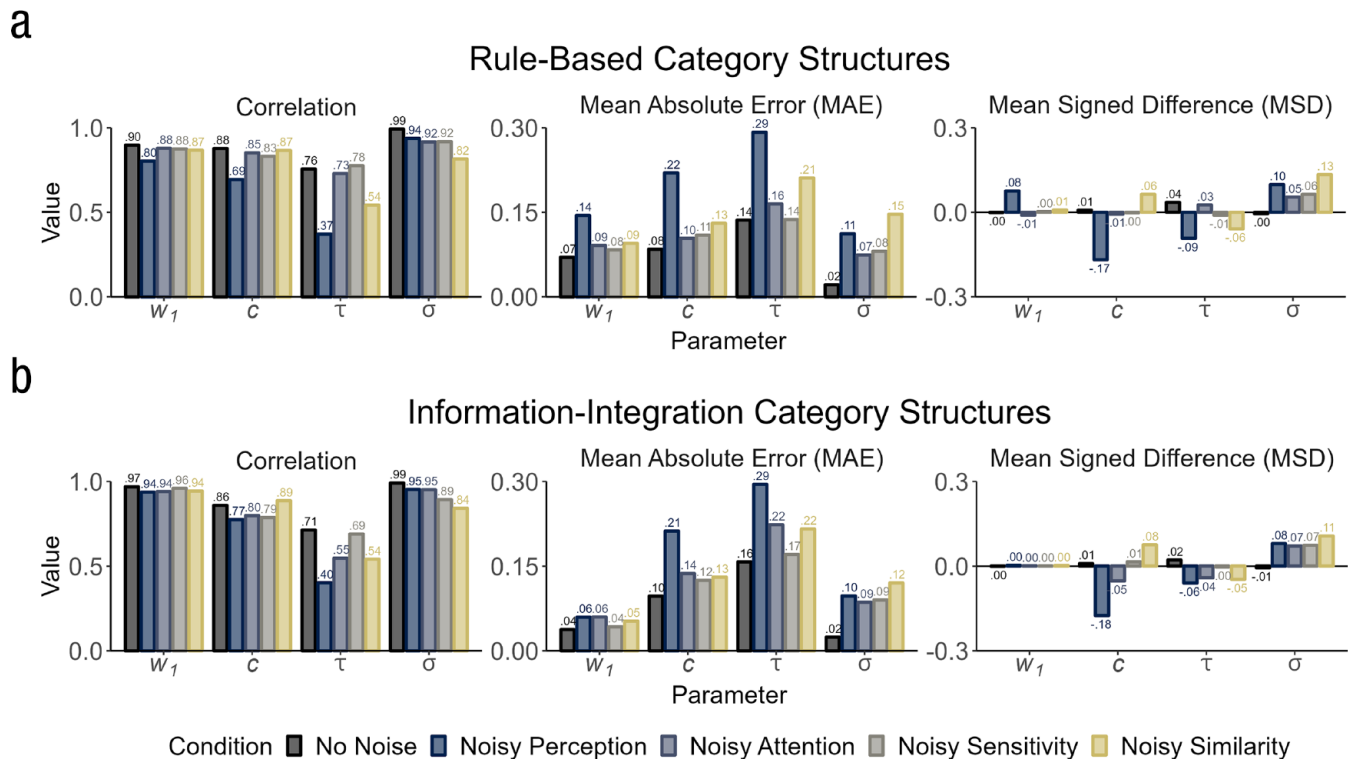 a
Rule-Based Category Structures
Correlation
Mean Absolute Error (MAE)
Mean Signed Difference (MSD)
Value
1.0
0.5
0.0
.90 .80 .88 .88 .87
.88 .69 .85 .83 .87
.76 .37 .73 .78 .54
.99 .94 .92 .92 .82
w1 c τ σ
0.30
0.15
0.00
.07 .14 .09 .08 .09
.08 .22 .10 .11 .13
.14 .29 .16 .14 .21
.02 .11 .07 .08 .15
w1 c τ σ
Parameter
0.3
0.0
-0.3
.00 .08 -.01 .00 .01
.01 -.17 -.01 .00 .06
.04 -.09 .03 -.01 -.06
.00 .10 .05 .06 .13
w1 c τ σ
b
Information-Integration Category Structures
Correlation
Mean Absolute Error (MAE)
Mean Signed Difference (MSD)
Value
1.0
0.5
0.0
.97 .94 .94 .96 .94
.86 .77 .80 .79 .89
.71 .40 .55 .69 .54
.99 .95 .95 .89 .84
w1 c τ σ
0.30
0.15
0.00
.04 .06 .06 .04 .05
.10 .21 .14 .12 .13
.16 .29 .22 .17 .22
.02 .10 .09 .09 .12
w1 c τ σ
Parameter
0.3
0.0
-0.3
.00 .00 .00 .00 .00
.01 -.18 -.05 .01 .08
.02 -.06 -.04 .00 -.05
-.01 .08 .07 .07 .11
w1 c τ σ
Condition No Noise Noisy Perception Noisy Attention Noisy Sensitivity Noisy Similarity